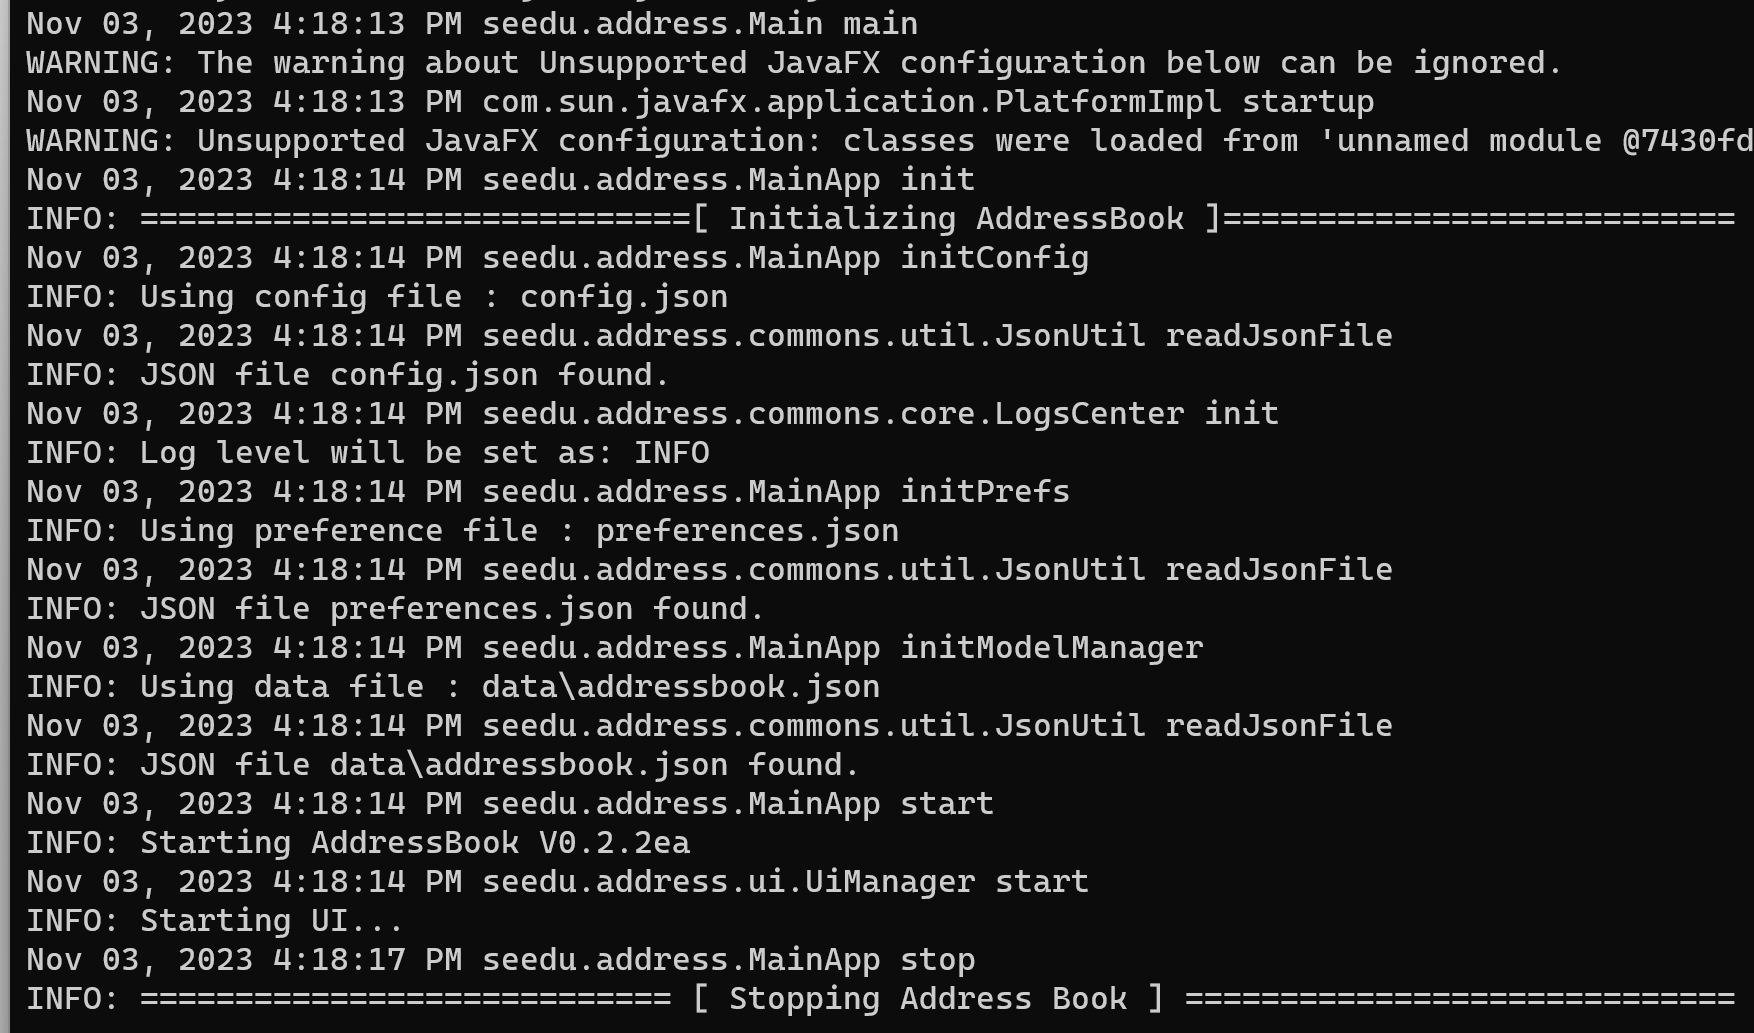 Nov 03, 2023 4:18:13 PM seedu.address.Main main
WARNING: The warning about Unsupported JavaFX configuration below can be ignored.
Nov 03, 2023 4:18:13 PM com.sun.javafx.application.PlatformImpl startup
WARNING: Unsupported JavaFX configuration: classes were loaded from 'unnamed module @7430fd
Nov 03, 2023 4:18:14 PM seedu.address.MainApp init
INFO: =============================[ Initializing AddressBook ]===========================
Nov 03, 2023 4:18:14 PM seedu.address.MainApp initConfig
INFO: Using config file : config.json
Nov 03, 2023 4:18:14 PM seedu.address.commons.util.JsonUtil readJsonFile
INFO: JSON file config.json found.
Nov 03, 2023 4:18:14 PM seedu.address.commons.core.LogsCenter init
INFO: Log level will be set as: INFO
Nov 03, 2023 4:18:14 PM seedu.address.MainApp initPrefs
INFO: Using preference file : preferences.json
Nov 03, 2023 4:18:14 PM seedu.address.commons.util.JsonUtil readJsonFile
INFO: JSON file preferences.json found.
Nov 03, 2023 4:18:14 PM seedu.address.MainApp initModelManager
INFO: Using data file : data\addressbook.json
Nov 03, 2023 4:18:14 PM seedu.address.commons.util.JsonUtil readJsonFile
INFO: JSON file data\addressbook.json found.
Nov 03, 2023 4:18:14 PM seedu.address.MainApp start
INFO: Starting AddressBook V0.2.2ea
Nov 03, 2023 4:18:14 PM seedu.address.ui.UiManager start
INFO: Starting UI...
Nov 03, 2023 4:18:17 PM seedu.address.MainApp stop
INFO: ============================ [ Stopping Address Book ] =============================